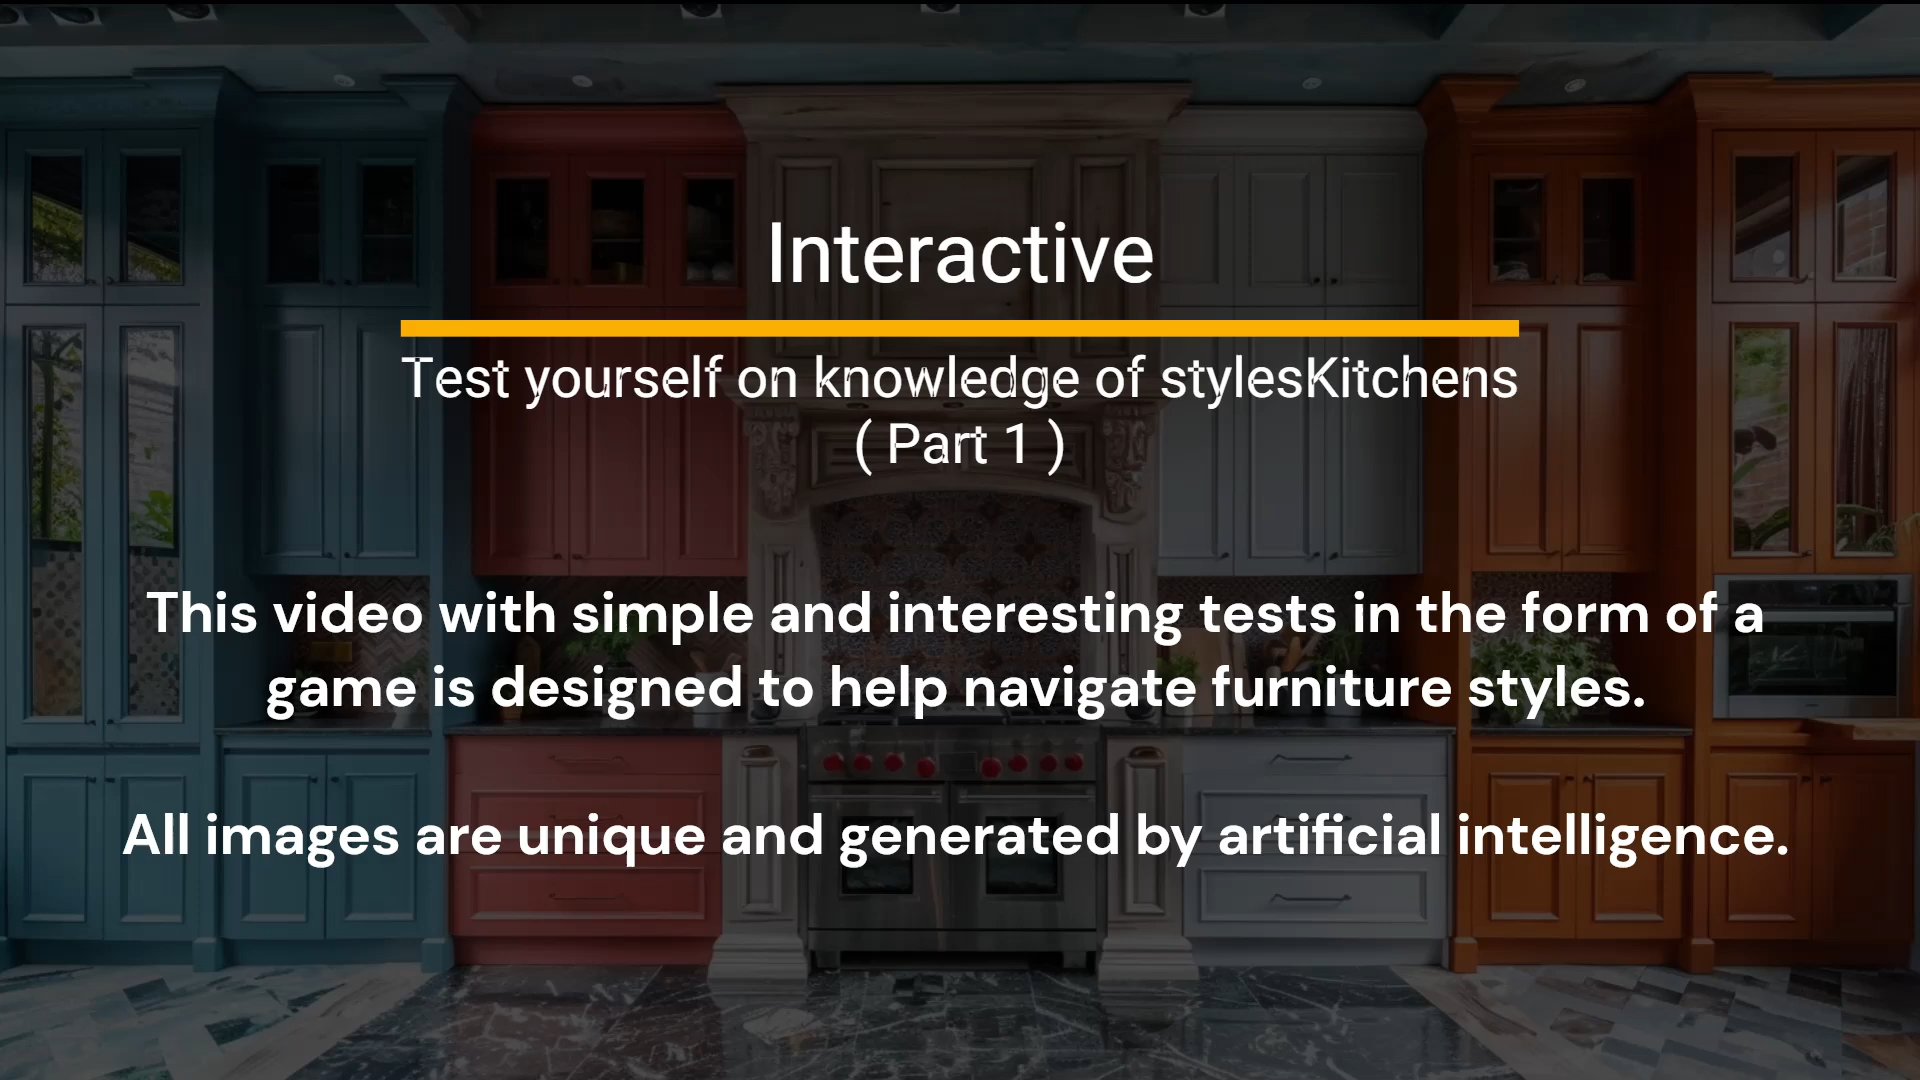 Interactive
Test yourself on knowledge of stylesKitchens
( Part 1 )
This video with simple and interesting tests in the form of a
game is designed to help navigate furniture styles.
All images are unique and generated by artificial intelligence.